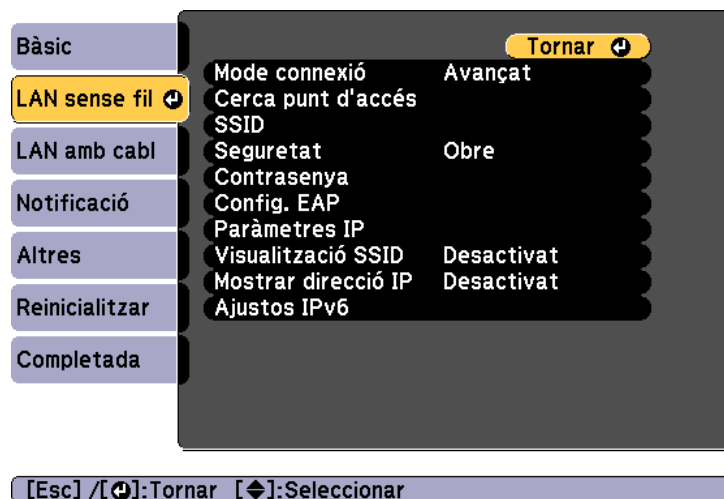 Bàsic
LAN sense fil
LAN amb cabl
Notificació
Altres
Reinicialitzar
Completada
Tornar
Mode connexió Avançat
Cerca punt d'accés
SSID
Seguretat Obre
Contrasenya
Config. EAP
Paràmetres IP
Visualització SSID Desactivat
Mostrar direcció IP Desactivat
Ajustos IPv6
[Esc] /[⏎]:Tornar [◆]:Seleccionar